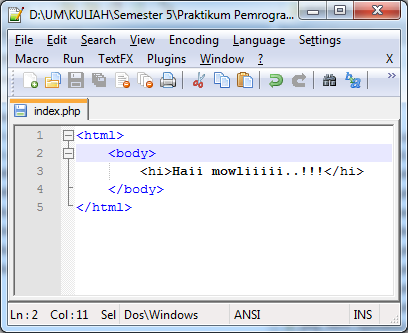 D:\UM\KULIAH\Semester 5\Praktikum Pemrogra...
File Edit Search View Encoding Language Settings
Macro Run TextFX Plugins Window ? X
index.php
1 <html>
2 <body>
3 <hi>Haii mowliiiii..!!!</hi>
4 </body>
5 </html>
Ln : 2 Col : 11 Sel Dos\Windows ANSI INS